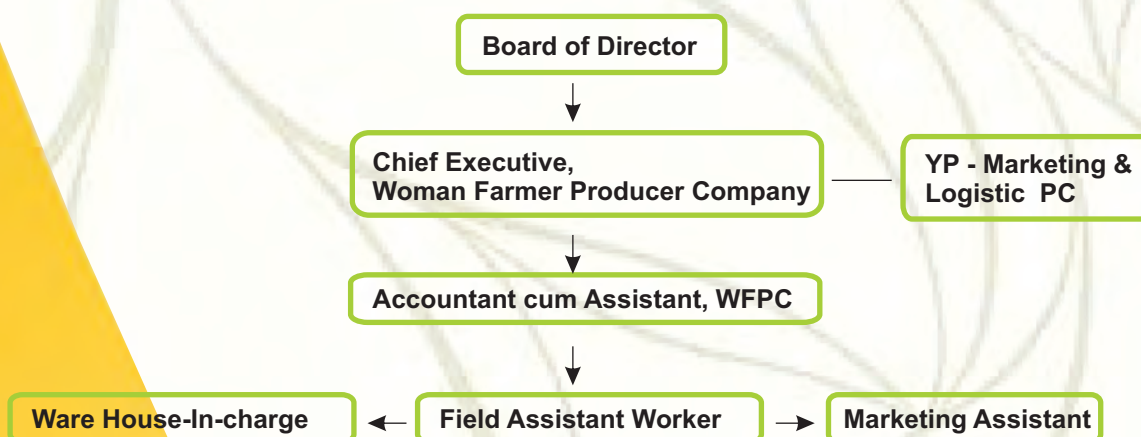 Board of Director
Chief Executive,
Woman Farmer Producer Company
YP - Marketing &
Logistic PC
Accountant cum Assistant, WFPC
Ware House-In-charge
Field Assistant Worker
Marketing Assistant